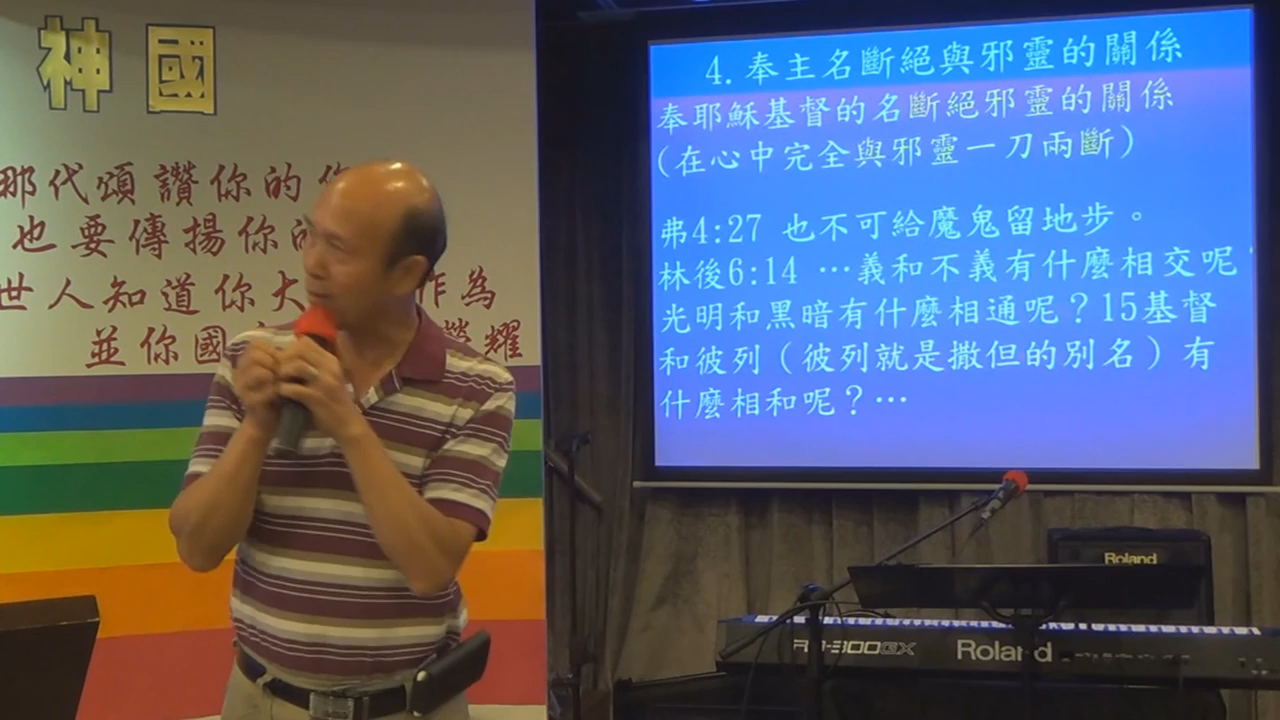 神國
那代頌讚你的
也要傳揚你的
世人知道你大 作為
並你國 榮耀
4.奉主名斷絕與邪靈的關係
奉耶穌基督的名斷絕邪靈的關係
(在心中完全與邪靈一刀兩斷)
弗4:27 也不可給魔鬼留地步。
林後6:14 …義和不義有什麼相交呢
光明和黑暗有什麼相通呢？15基督
和彼列（彼列就是撒但的別名）有
什麼相和呢？…
Roland
RD-300GX
Roland